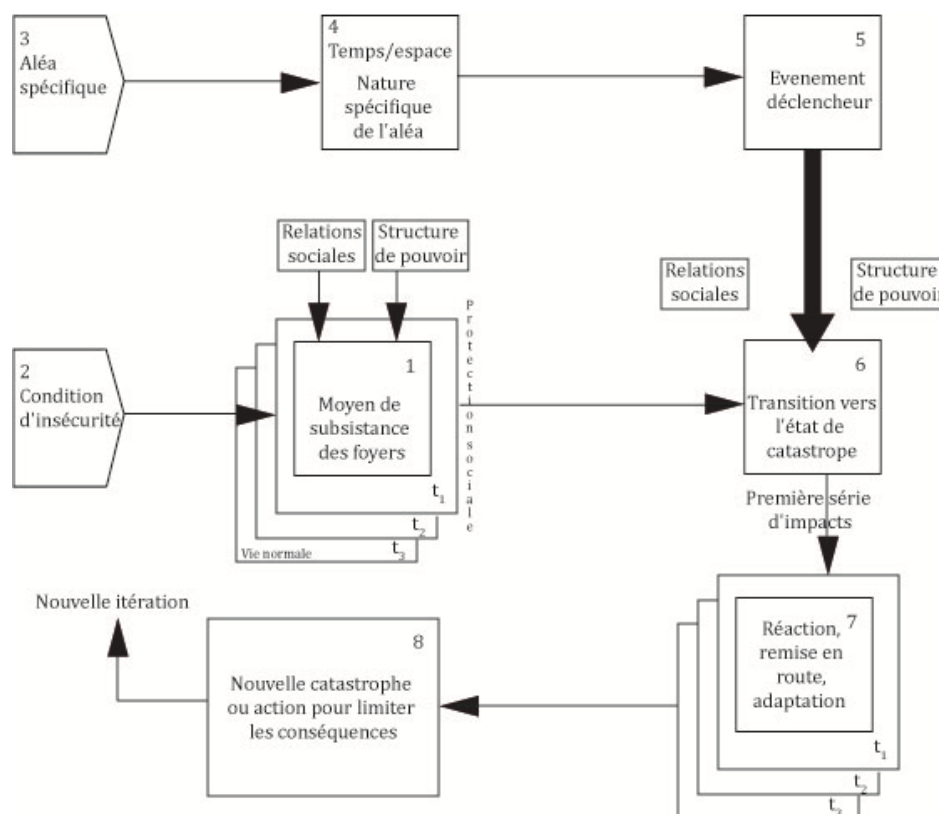 3
Aléa
spécifique
4
Temps/espace
Nature
spécifique
de l'aléa
5
Evenement
déclencheur
Relations
sociales
Structure
de pouvoir
Relations
sociales
Structure
de pouvoir
2
Condition
d'insécurité
1
Moyen de
subsistance
des foyers
t1
t2
t3
Vie normale
Protection sociale
6
Transition vers
l'état de
catastrope
Première série
d'impacts
7
Réaction,
remise en
route,
adaptation
t1
t2
t3
8
Nouvelle catastrophe
ou action pour limiter
les conséquences
Nouvelle itération